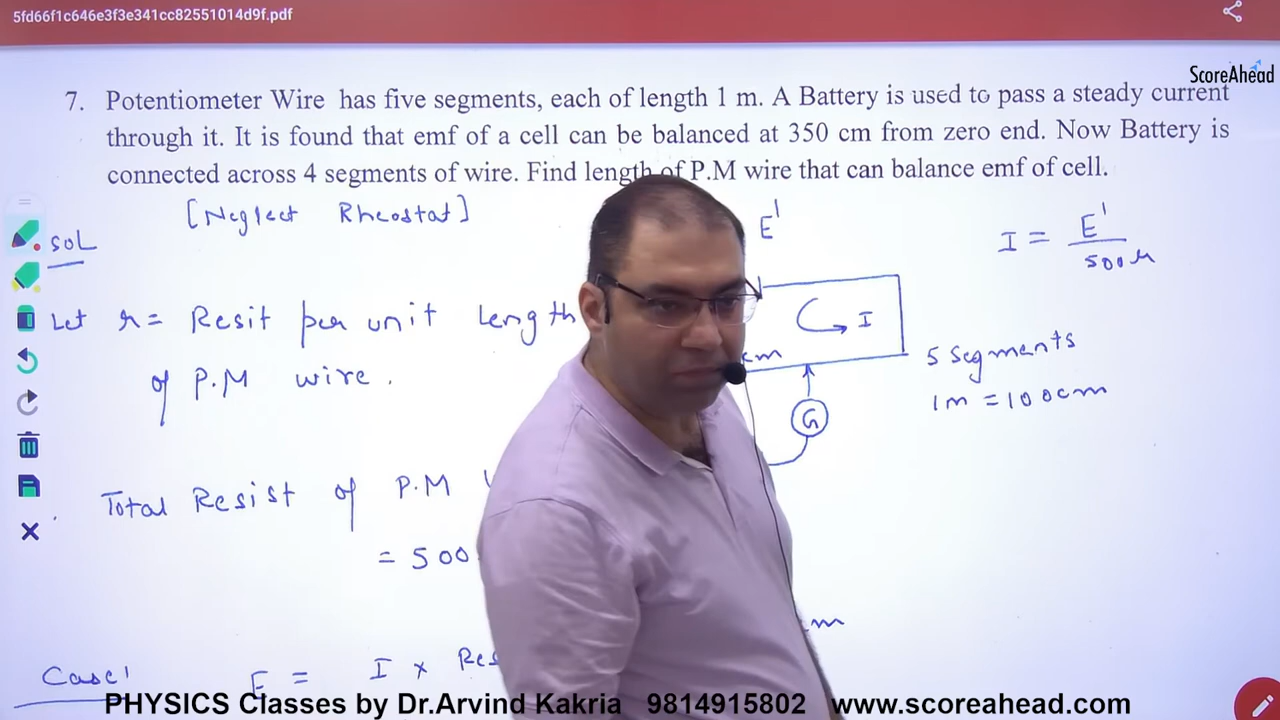 5fd66f1c646e3f3e341cc82551014d9f.pdf
ScoreAhead
7. Potentiometer Wire has five segments, each of length 1 m. A Battery is used to pass a steady current
through it. It is found that emf of a cell can be balanced at 350 cm from zero end. Now Battery is
connected across 4 segments of wire. Find length of P.M wire that can balance emf of cell.
[Neglect Rheostat]
SOL
Let r = Resit per unit length
of P.M wire.
Total Resist of P.M
= 500
Case 1
E = I x Res
E'
I
cm
G
I = E'
500r
5 segments
1m = 100cm
m
PHYSICS Classes by Dr.Arvind Kakria 9814915802 www.scoreahead.com